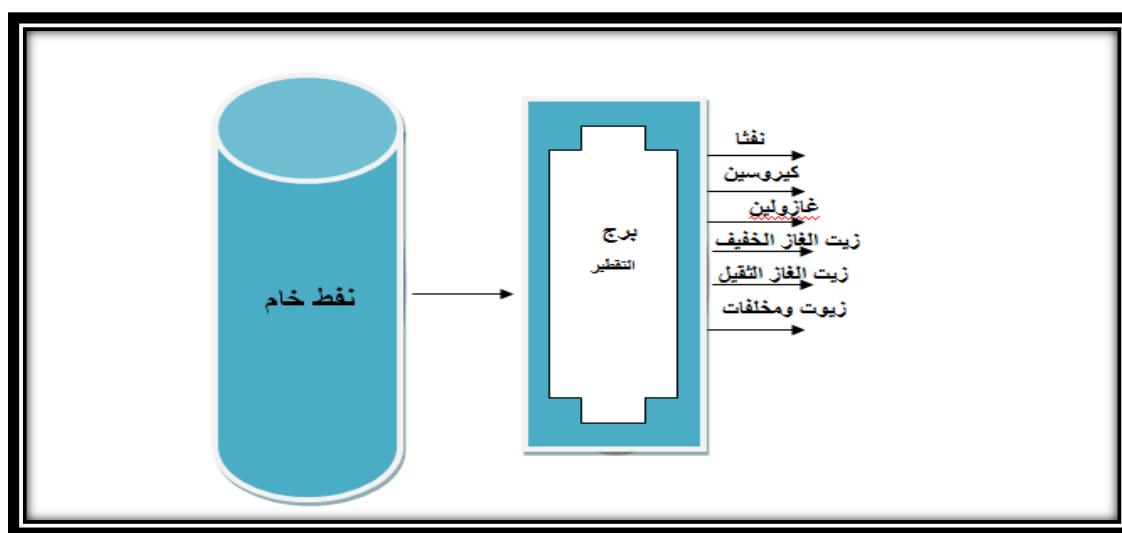 نفثا
كيروسين
غازولين
زيت الغاز الخفيف
زيت الغاز الثقيل
زيوت ومخلفات
برج
التقطير
نفط خام